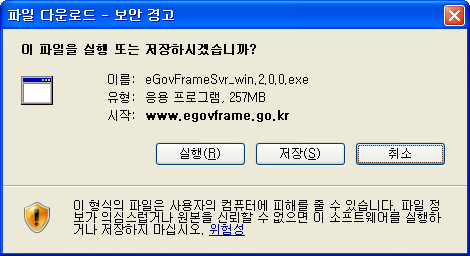 파일 다운로드 - 보안 경고
이 파일을 실행 또는 저장하시겠습니까?
이름: eGovFrameSvr_win,2,0,0,exe
유형: 응용 프로그램, 257MB
시작: www.egovframe.go.kr
실행(R) 저장(S) 취소
이 형식의 파일은 사용자의 컴퓨터에 피해를 줄 수 있습니다. 파일 정
보가 의심스럽거나 원본을 신뢰할 수 없으면 이 소프트웨어를 실행하
거나 저장하지 마십시오. 위험성